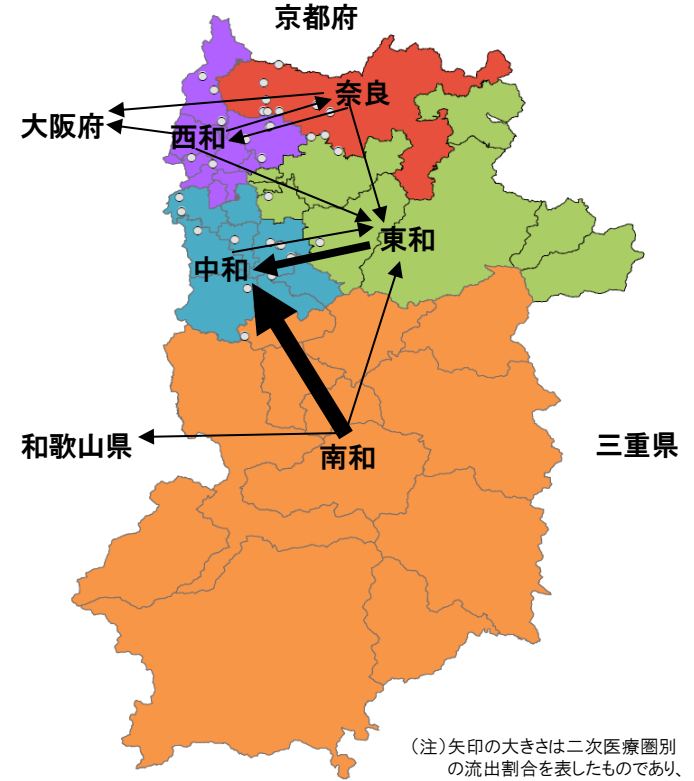 京都府
奈良
大阪府
西和
東和
中和
和歌山県
南和
三重県
（注）矢印の大きさは二次医療圏別
の流出割合を表したものであり、